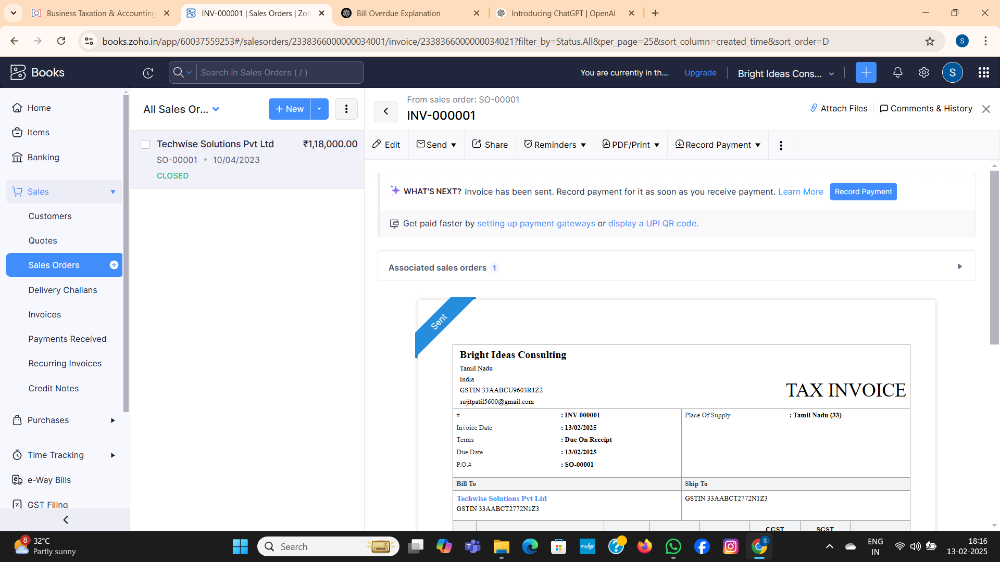 Business Taxation & Accounting
INV-000001 | Sales Orders | Zoh
Bill Overdue Explanation
Introducing ChatGPT | OpenAI
books.zoho.in/app/60037559253#/salesorders/2338366000000034001/invoice/2338366000000034021?filter_by=Status.All&per_page=25&sort_column=created_time&sort_order=D
S
Books
Search in Sales Orders ( / )
You are currently in th...
Upgrade
Bright Ideas Cons...
S
Home
Items
Banking
Sales
Customers
Quotes
Sales Orders
Delivery Challans
Invoices
Payments Received
Recurring Invoices
Credit Notes
Purchases
Time Tracking
e-Way Bills
GST Filing
All Sales Or...
+ New
Techwise Solutions Pvt Ltd ₹1,18,000.00
SO-00001 • 10/04/2023
CLOSED
From sales order: SO-00001
INV-000001
Attach Files
Comments & History
Edit
Send
Share
Reminders
PDF/Print
Record Payment
WHAT'S NEXT? Invoice has been sent. Record payment for it as soon as you receive payment. Learn More
Record Payment
Get paid faster by setting up payment gateways or display a UPI QR code.
Associated sales orders 1
Sent
Bright Ideas Consulting
Tamil Nadu
India
GSTIN 33AABCU9603R1Z2
sujitpatil5600@gmail.com
TAX INVOICE
# : INV-000001
Invoice Date : 13/02/2025
Terms : Due On Receipt
Due Date : 13/02/2025
P.O.# : SO-00001
Place Of Supply : Tamil Nadu (33)
Bill To
Ship To
Techwise Solutions Pvt Ltd
GSTIN 33AABCT2772N1Z3
GSTIN 33AABCT2772N1Z3
CGST
SGST
8
32°C
Partly sunny
Search
myhp
S
ENG
IN
18:16
13-02-2025